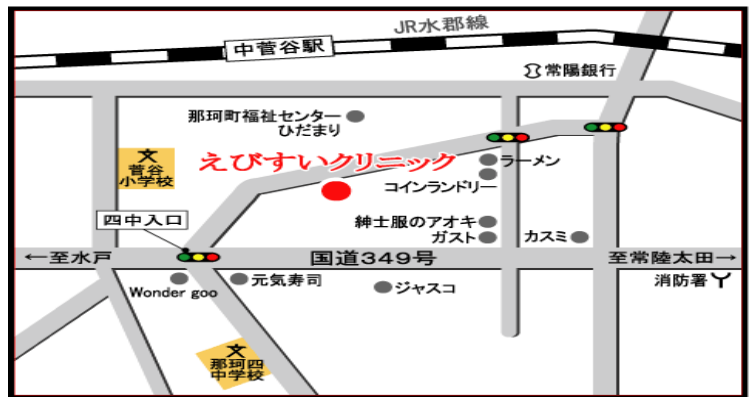 JR水郡線
中菅谷駅
常陽銀行
那珂町福祉センター
ひだまり
えびすいクリニック
ラーメン
コインランドリー
菅谷
小学校
四中入口
紳士服のアオキ
ガスト
カスミ
←至水戸
国道349号
至常陸太田→
消防署
Wonder goo
元気寿司
ジャスコ
那珂四
中学校